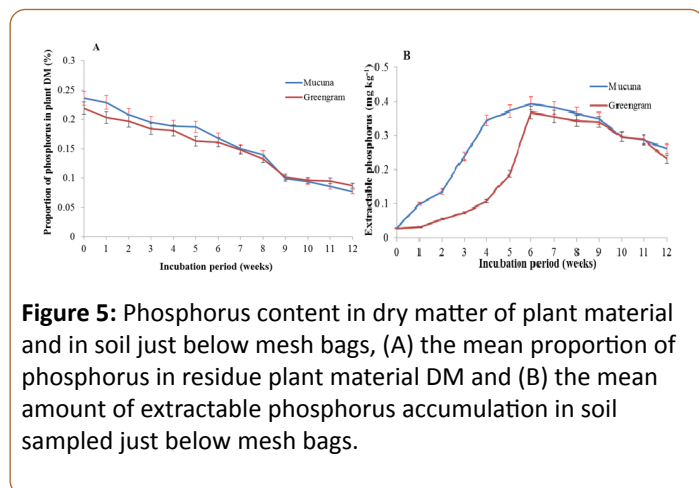 A
Proportion of phosphorus in plant DM (%)
0.3
0.25
0.2
0.15
0.1
0.05
0
Mucuna
Greengram
0 1 2 3 4 5 6 7 8 9 10 11 12
Incubation period (weeks)
B
Extractable phosphorus (mg kg⁻¹)
0.5
0.4
0.3
0.2
0.1
0
Mucuna
Greengram
0 1 2 3 4 5 6 7 8 9 10 11 12
Incubation period (weeks)
Figure 5: Phosphorus content in dry matter of plant material
and in soil just below mesh bags, (A) the mean proportion of
phosphorus in residue plant material DM and (B) the mean
amount of extractable phosphorus accumulation in soil
sampled just below mesh bags.